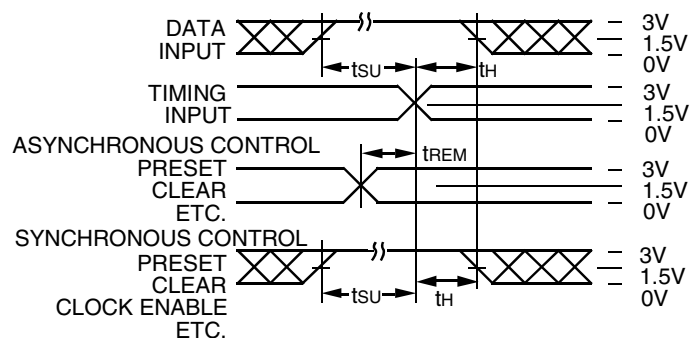 DATA
INPUT
tSU
tH
3V
1.5V
0V
TIMING
INPUT
3V
1.5V
0V
ASYNCHRONOUS CONTROL
PRESET
CLEAR
ETC.
tREM
3V
1.5V
0V
SYNCHRONOUS CONTROL
PRESET
CLEAR
CLOCK ENABLE
ETC.
tSU
tH
3V
1.5V
0V